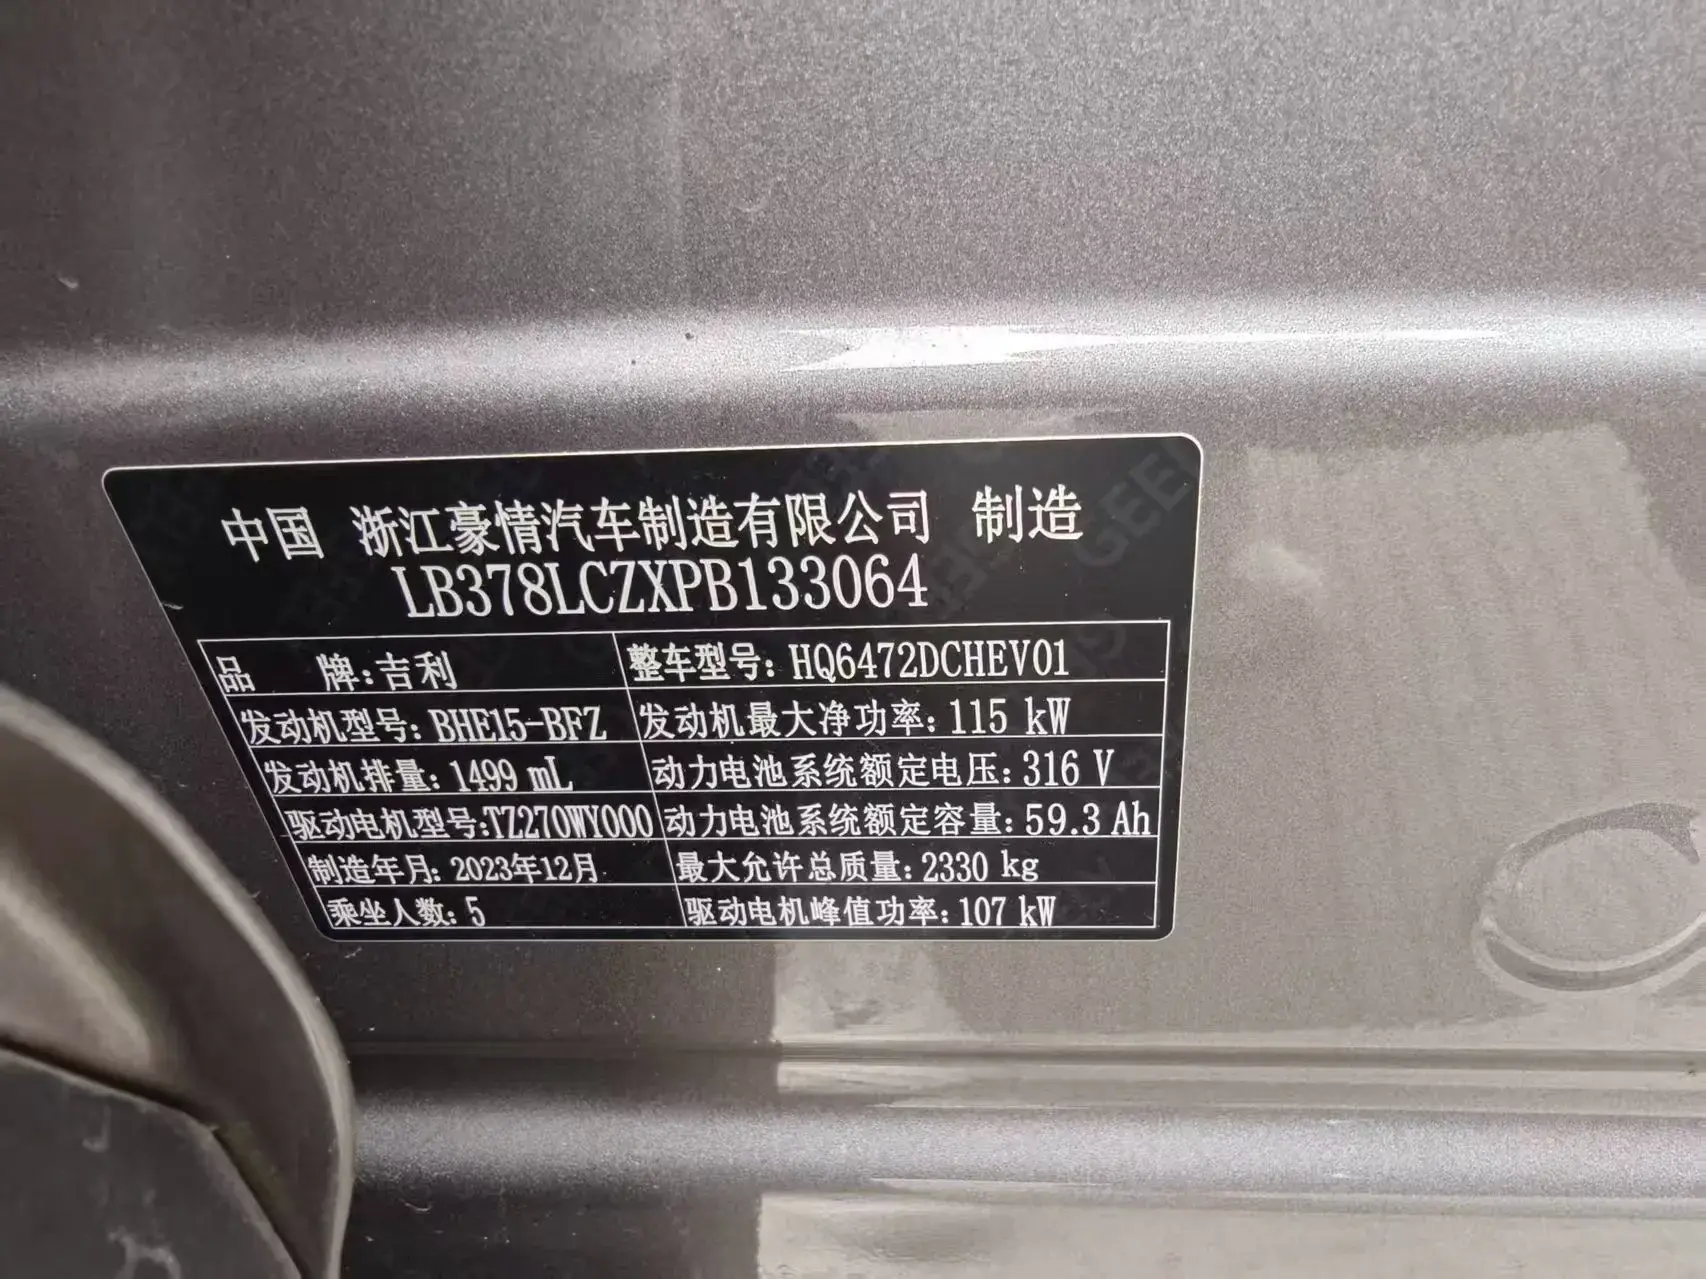 中国 浙江豪情汽车制造有限公司 制造
LB378LCZXPB133064
品 牌:吉利 整车型号: HQ6472DCHEV01
发动机型号: BHE15-BFZ 发动机最大净功率: 115 kW
发动机排量: 1499 mL 动力电池系统额定电压: 316 V
驱动电机型号:TZ270WY000 动力电池系统额定容量: 59.3 Ah
制造年月: 2023年12月 最大允许总质量: 2330 kg
乘坐人数: 5 驱动电机峰值功率: 107 kW